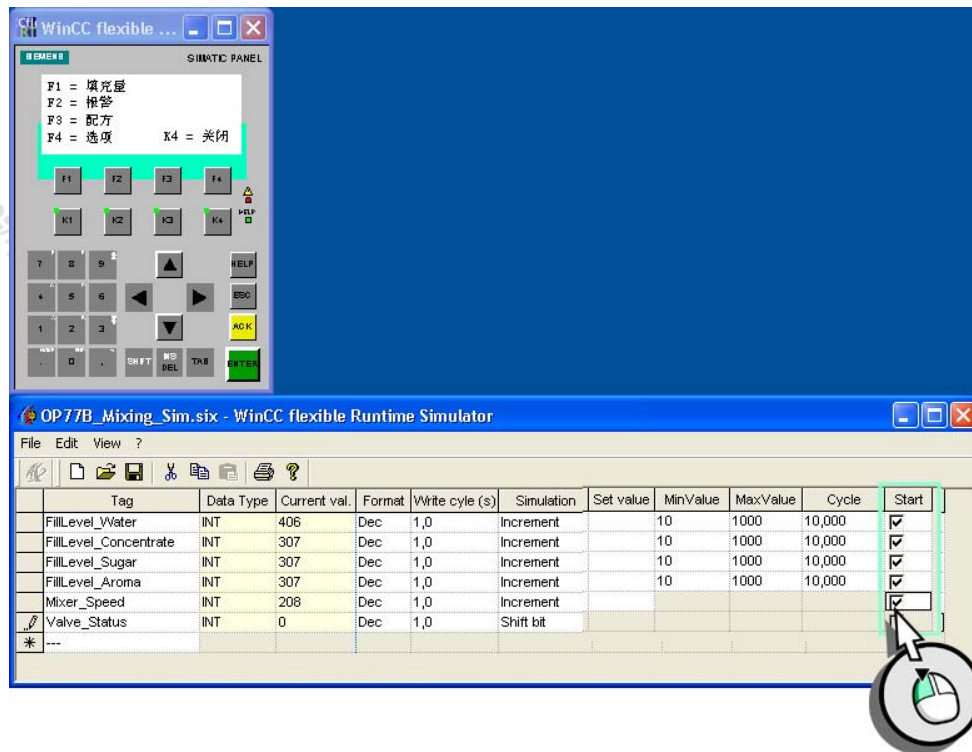 WinCC flexible ...
SIEMENS SIMATIC PANEL
F1 = 填充量
F2 = 报警
F3 = 配方
F4 = 选项 K4 = 关闭
F1 F2 F3 F4
K1 K2 K3 K4 HELP
7 8 9 HELP
4 5 6 ESC
1 2 3 ACK
0 . SHIFT INS DEL TAB ENTER
OP77B_Mixing_Sim.six - WinCC flexible Runtime Simulator
File Edit View ?
Tag Data Type Current val. Format Write cyle (s) Simulation Set value MinValue MaxValue Cycle Start
FillLevel_Water INT 406 Dec 1,0 Increment 10 1000 10,000
FillLevel_Concentrate INT 307 Dec 1,0 Increment 10 1000 10,000
FillLevel_Sugar INT 307 Dec 1,0 Increment 10 1000 10,000
FillLevel_Aroma INT 307 Dec 1,0 Increment 10 1000 10,000
Mixer_Speed INT 208 Dec 1,0 Increment
Valve_Status INT 0 Dec 1,0 Shift bit
* ---